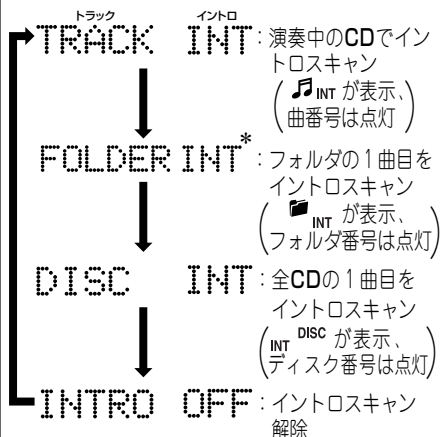 トラック イントロ
TRACK INT：演奏中のCDでイン
トロスキャン
（♫ INT が表示、
曲番号は点灯）
FOLDER INT*：フォルダの1曲目を
イントロスキャン
（INT が表示、
フォルダ番号は点灯）
DISC INT：全CDの1曲目を
イントロスキャン
（INT DISC が表示、
ディスク番号は点灯）
INTRO OFF：イントロスキャン
解除